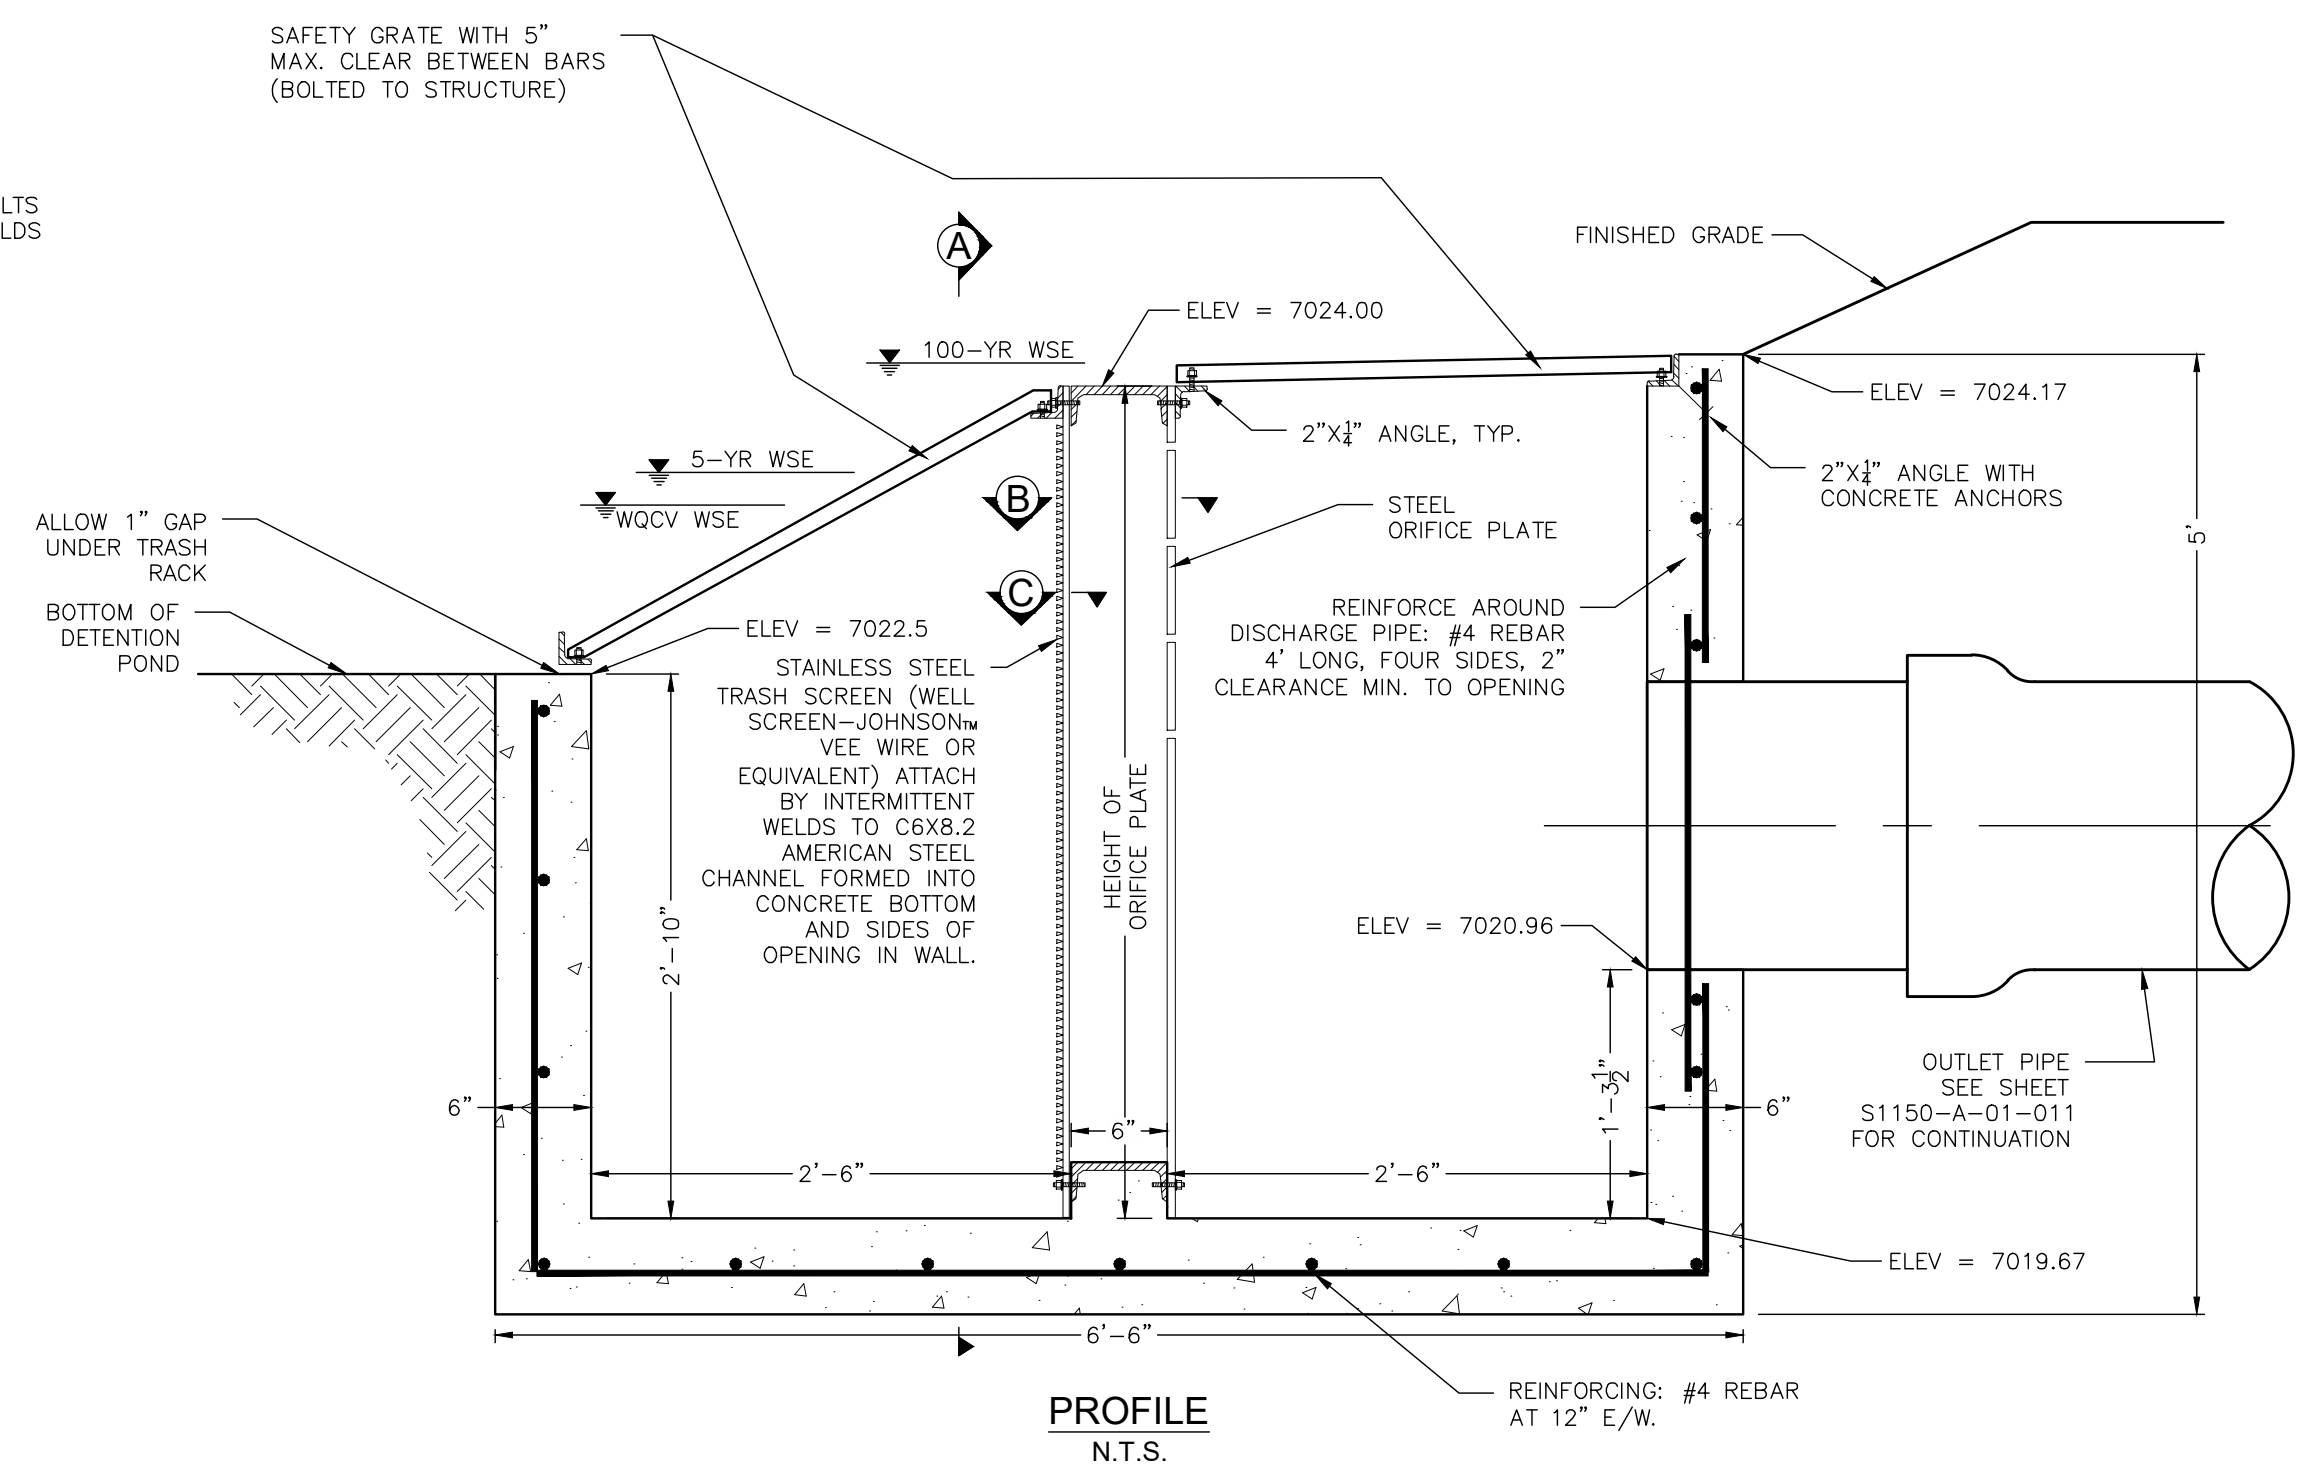 SAFETY GRATE WITH 5"
MAX. CLEAR BETWEEN BARS
(BOLTED TO STRUCTURE)
LTS
LDS
A
FINISHED GRADE
ELEV = 7024.00
100-YR WSE
ELEV = 7024.17
2"X1/4" ANGLE, TYP.
5-YR WSE
2"X1/4" ANGLE WITH
CONCRETE ANCHORS
WQCV WSE
B
STEEL
ORIFICE PLATE
ALLOW 1" GAP
UNDER TRASH
RACK
5'
C
BOTTOM OF
DETENTION
POND
ELEV = 7022.5
REINFORCE AROUND
DISCHARGE PIPE: #4 REBAR
4' LONG, FOUR SIDES, 2"
CLEARANCE MIN. TO OPENING
STAINLESS STEEL
TRASH SCREEN (WELL
SCREEN-JOHNSON™
VEE WIRE OR
EQUIVALENT) ATTACH
BY INTERMITTENT
WELDS TO C6X8.2
AMERICAN STEEL
CHANNEL FORMED INTO
CONCRETE BOTTOM
AND SIDES OF
OPENING IN WALL.
HEIGHT OF
ORIFICE PLATE
2'-10"
ELEV = 7020.96
1'-3 1/2"
OUTLET PIPE
SEE SHEET
S1150-A-01-011
FOR CONTINUATION
6"
6"
6"
2'-6"
2'-6"
ELEV = 7019.67
6'-6"
REINFORCING: #4 REBAR
AT 12" E/W.
PROFILE
N.T.S.